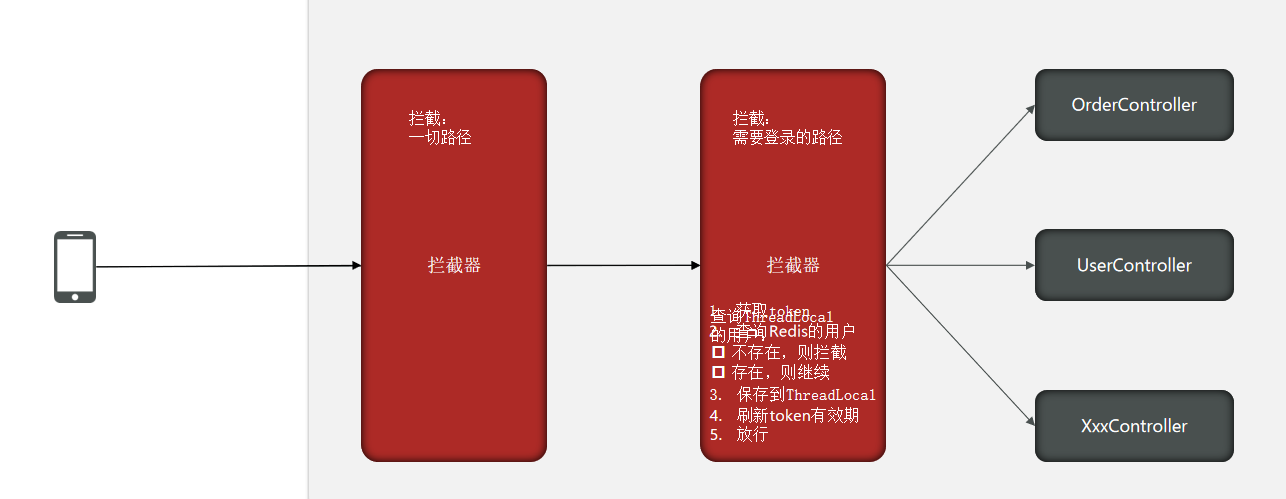 拦截：
一切路径
拦截器
拦截：
需要登录的路径
拦截器
查询ThreadLocal
的用户：
1. 获取token
2. 查询Redis的用户
不存在，则拦截
存在，则继续
3. 保存到ThreadLocal
4. 刷新token有效期
5. 放行
OrderController
UserController
XxxController